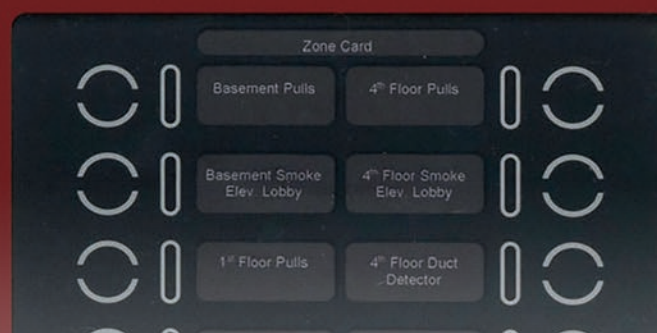 Zone Card
Basement Pulls
4th Floor Pulls
Basement Smoke
Elev. Lobby
4th Floor Smoke
Elev. Lobby
1st Floor Pulls
4th Floor Duct
Detector